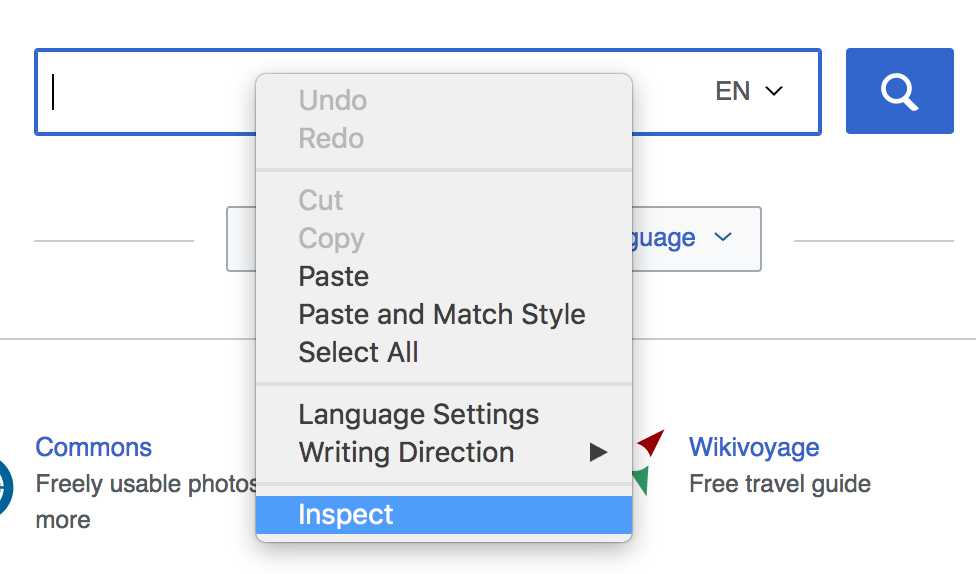 EN
Undo
Redo
Cut
Copy
Paste
Paste and Match Style
Select All
Language Settings
Writing Direction
Inspect
Commons
Freely usable photos
more
Wikivoyage
Free travel guide